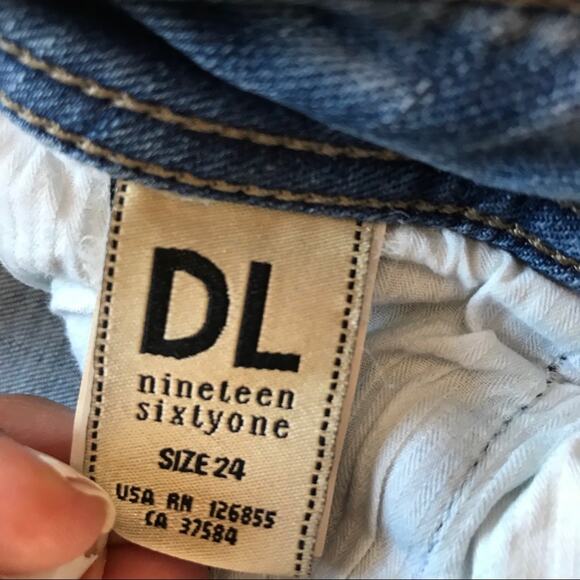 DL
nineteen
sixtyone
SIZE 24
USA RN 126855
CA 37584